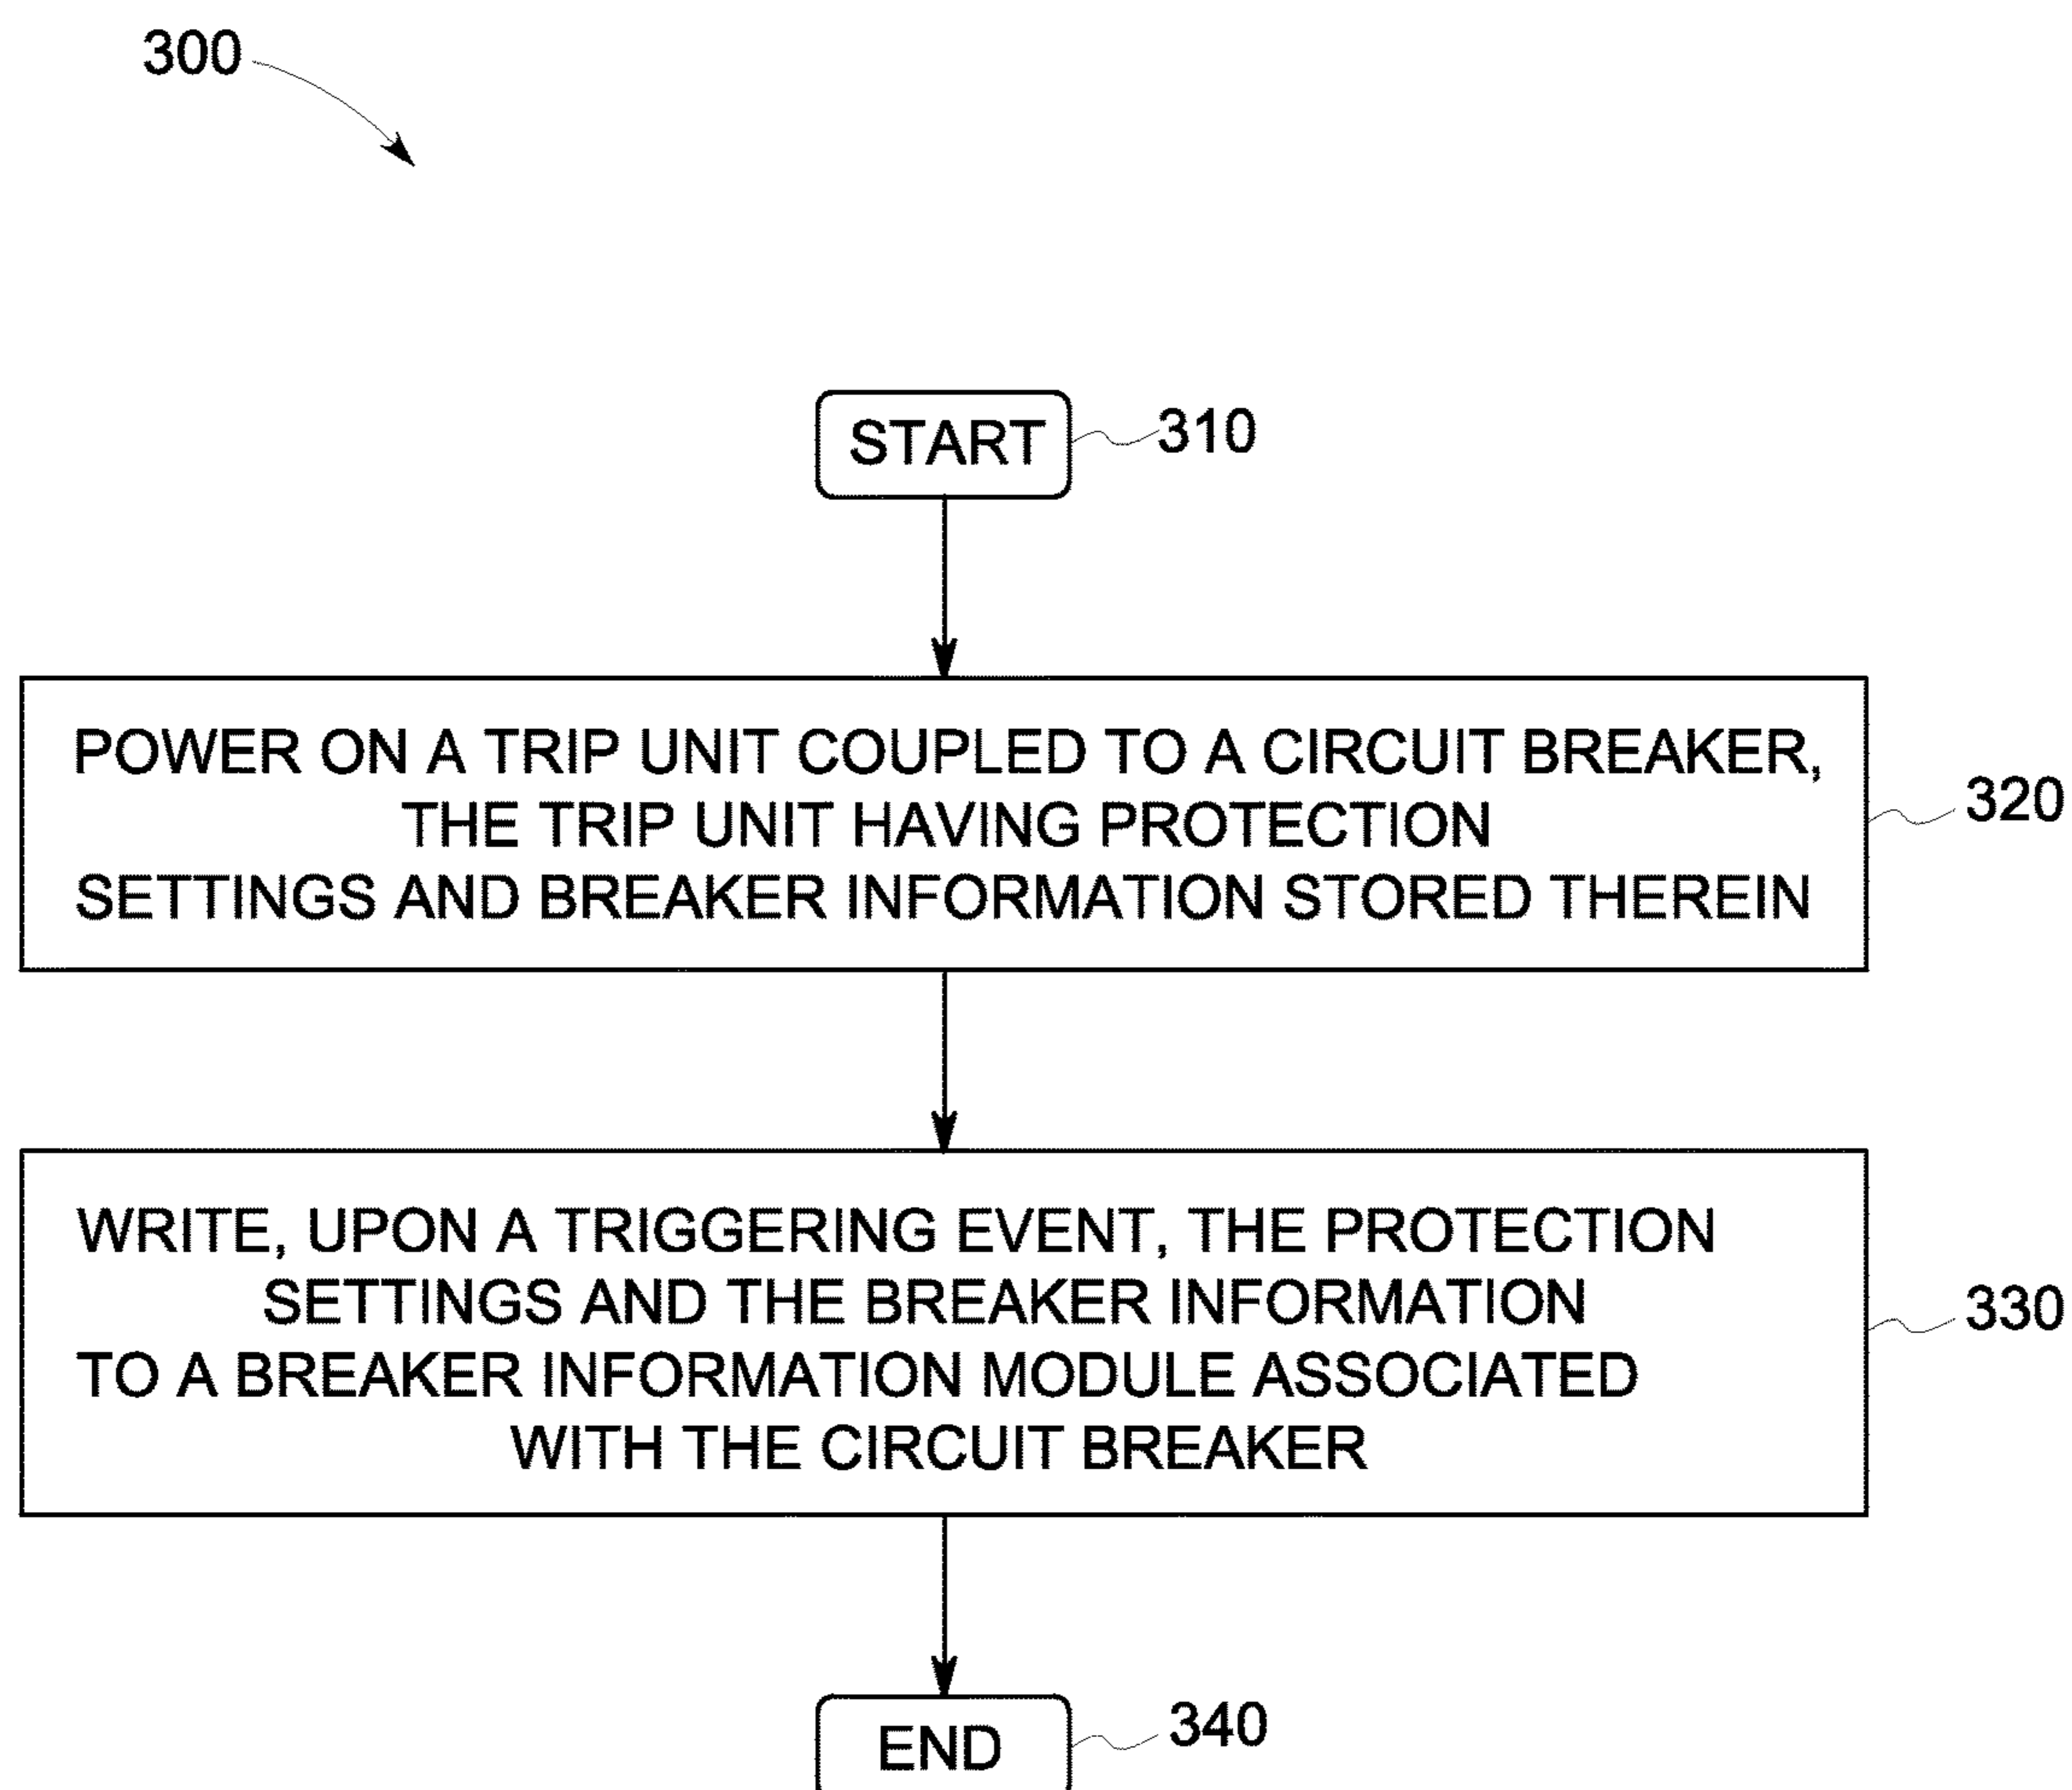 300
START
310
POWER ON A TRIP UNIT COUPLED TO A CIRCUIT BREAKER,
THE TRIP UNIT HAVING PROTECTION
SETTINGS AND BREAKER INFORMATION STORED THEREIN
320
WRITE, UPON A TRIGGERING EVENT, THE PROTECTION
SETTINGS AND THE BREAKER INFORMATION
TO A BREAKER INFORMATION MODULE ASSOCIATED
WITH THE CIRCUIT BREAKER
330
END
340